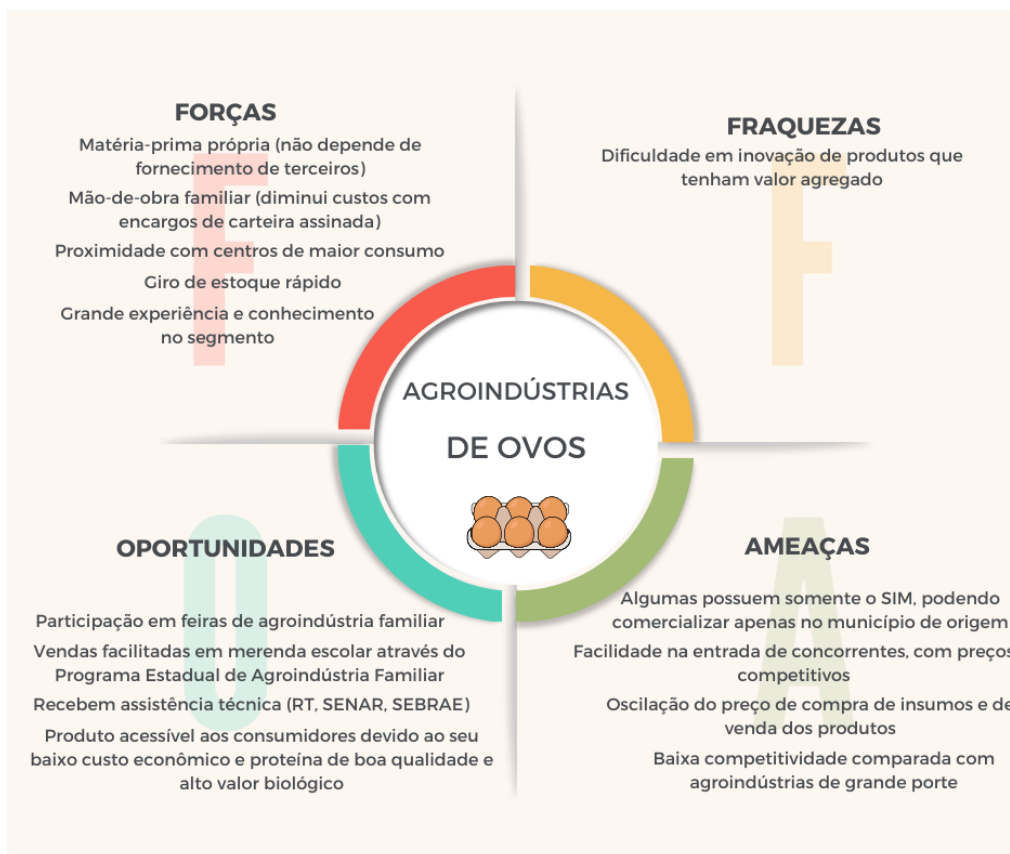 FORÇAS
Matéria-prima própria (não depende de
fornecimento de terceiros)
Mão-de-obra familiar (diminui custos com
encargos de carteira assinada)
Proximidade com centros de maior consumo
Giro de estoque rápido
Grande experiência e conhecimento
no segmento
F
FRAQUEZAS
Dificuldade em inovação de produtos que
tenham valor agregado
F
AGROINDÚSTRIAS
DE OVOS
OPORTUNIDADES
Participação em feiras de agroindústria familiar
Vendas facilitadas em merenda escolar através do
Programa Estadual de Agroindústria Familiar
Recebem assistência técnica (RT, SENAR, SEBRAE)
Produto acessível aos consumidores devido ao seu
baixo custo econômico e proteína de boa qualidade e
alto valor biológico
O
AMEAÇAS
Algumas possuem somente o SIM, podendo
comercializar apenas no município de origem
Facilidade na entrada de concorrentes, com preços
competitivos
Oscilação do preço de compra de insumos e de
venda dos produtos
Baixa competitividade comparada com
agroindústrias de grande porte
A